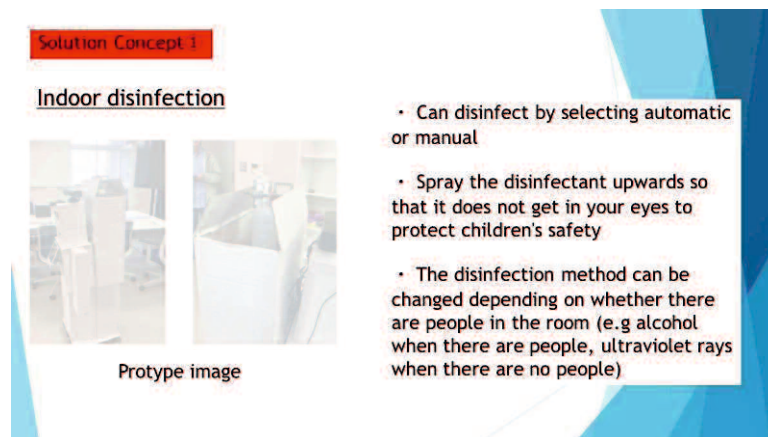 Solution Concept 1
Indoor disinfection
・ Can disinfect by selecting automatic
or manual
・ Spray the disinfectant upwards so
that it does not get in your eyes to
protect children's safety
・ The disinfection method can be
changed depending on whether there
are people in the room (e.g alcohol
when there are people, ultraviolet rays
when there are no people)
Protype image